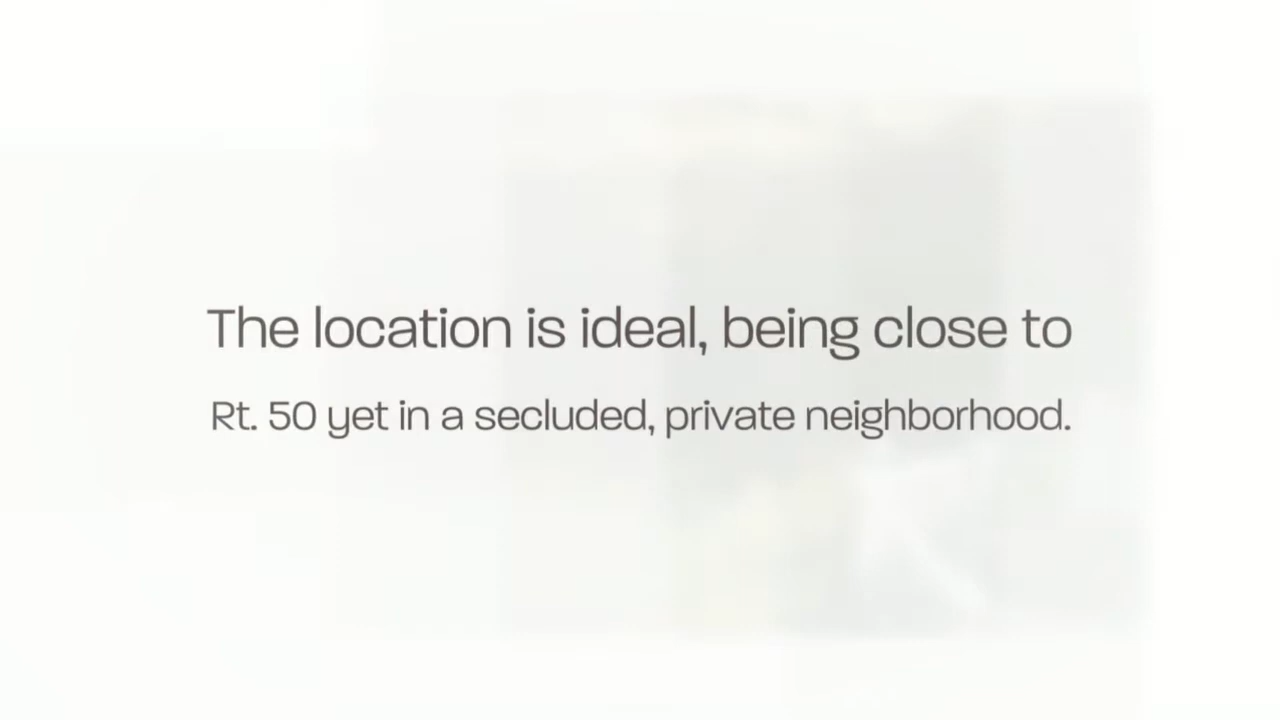 The location is ideal, being close to
Rt. 50 yet in a secluded, private neighborhood.